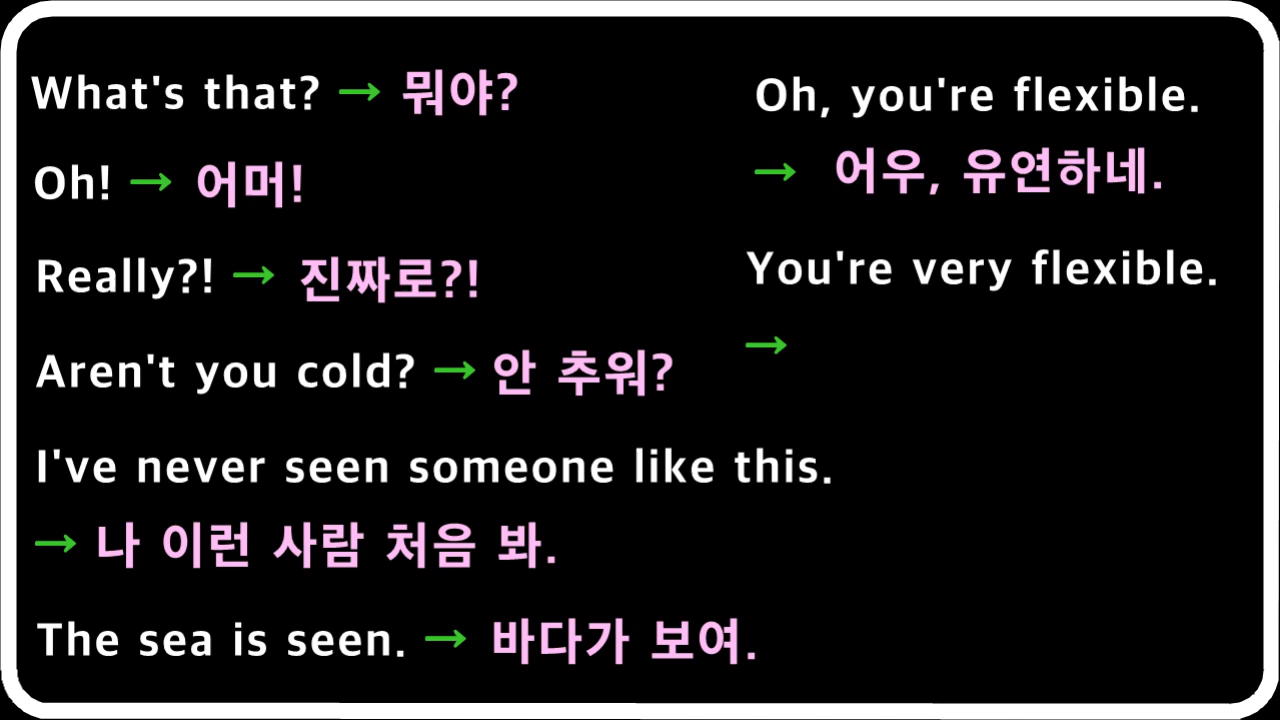 What's that? → 뭐야?
Oh! → 어머!
Really?! → 진짜로?!
Aren't you cold? → 안 추워?
I've never seen someone like this.
→ 나 이런 사람 처음 봐.
The sea is seen. → 바다가 보여.
Oh, you're flexible.
→ 어우, 유연하네.
You're very flexible.
→